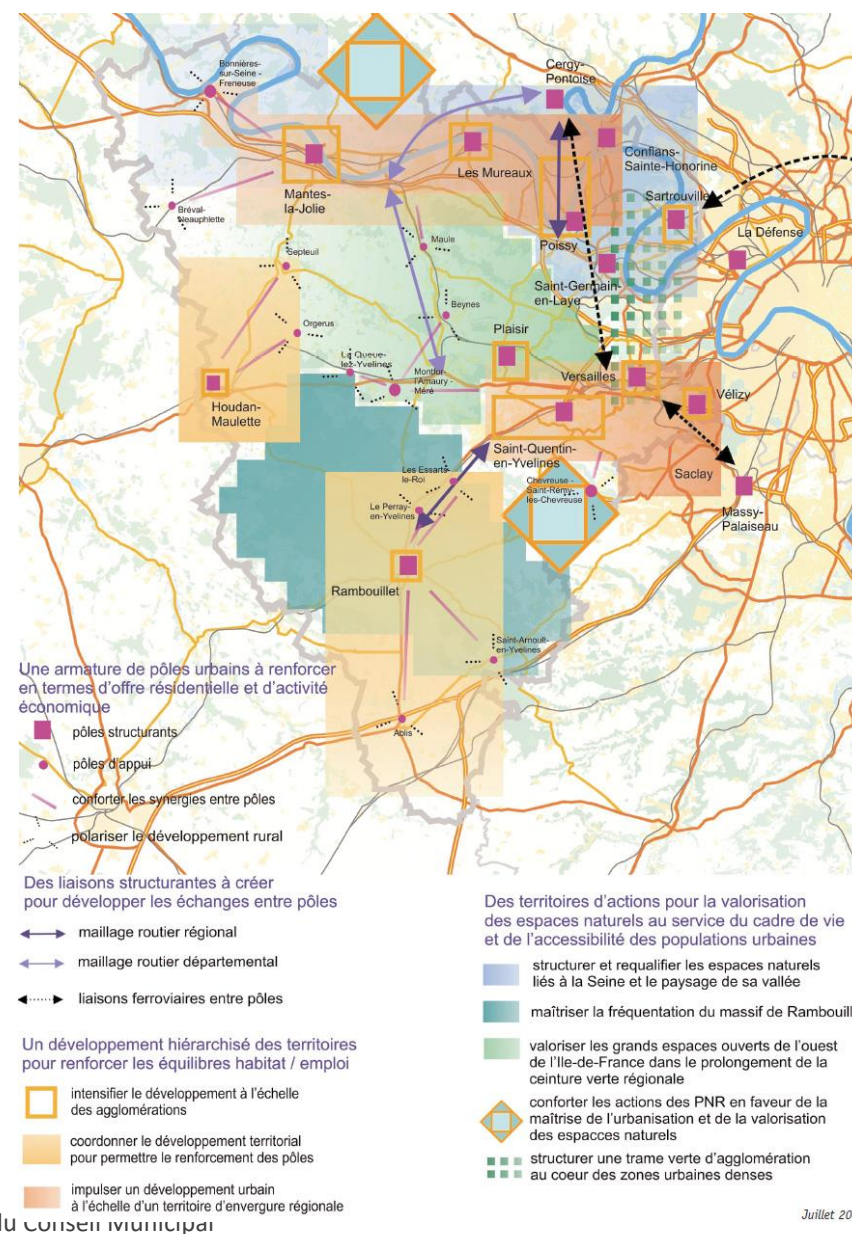 Bonnières-
sur-Seine -
Freneuse
Cergy-
Pontoise
Mantes-
la-Jolie
Les Mureaux
Conflans-
Sainte-Honorine
Sartrouville
La Défense
Poissy
Bréval-
Neauphlette
Septeuil
Maule
Saint-Germain-
en-Laye
Orgerus
Beynes
Plaisir
La Queue-
lez-Yvelines
Montfort-
l'Amaury -
Méré
Versailles
Vélizy
Houdan-
Maulette
Saint-Quentin-
en-Yvelines
Saclay
Les Essarts-
le-Roi
Chevreuse -
Saint-Rémy-
lès-Chevreuse
Massy-
Palaiseau
Le Perray-
en-Yvelines
Rambouillet
Saint-Arnoult-
en-Yvelines
Ablis
Une armature de pôles urbains à renforcer
en termes d'offre résidentielle et d'activité
économique
pôles structurants
pôles d'appui
conforter les synergies entre pôles
polariser le développement rural
Des liaisons structurantes à créer
pour développer les échanges entre pôles
maillage routier régional
maillage routier départemental
liaisons ferroviaires entre pôles
Un développement hiérarchisé des territoires
pour renforcer les équilibres habitat / emploi
intensifier le développement à l'échelle
des agglomérations
coordonner le développement territorial
pour permettre le renforcement des pôles
impulser un développement urbain
à l'échelle d'un territoire d'envergure régionale
Des territoires d'actions pour la valorisation
des espaces naturels au service du cadre de vie
et de l'accessibilité des populations urbaines
structurer et requalifier les espaces naturels
liés à la Seine et le paysage de sa vallée
maîtriser la fréquentation du massif de Rambouill
valoriser les grands espaces ouverts de l'ouest
de l'Ile-de-France dans le prolongement de la
ceinture verte régionale
conforter les actions des PNR en faveur de la
maîtrise de l'urbanisation et de la valorisation
des espacces naturels
structurer une trame verte d'agglomération
au coeur des zones urbaines denses
Juillet 20
du Conseil Municipal